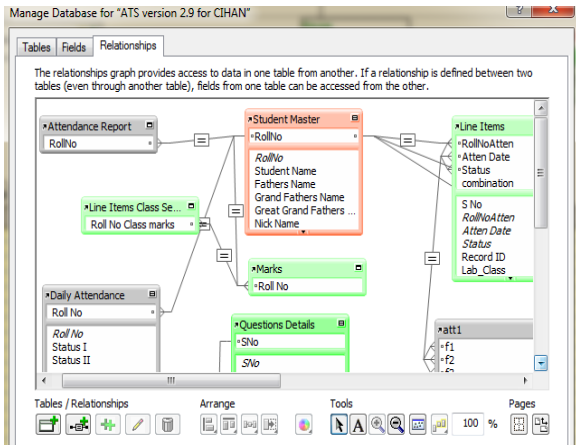 Manage Database for "ATS version 2.9 for CIHAN"
Tables Fields Relationships
The relationships graph provides access to data in one table from another. If a relationship is defined between two
tables (even through another table), fields from one table can be accessed from the other.
Attendance Report
RollNo
Student Master
RollNo
RollNo
Student Name
Fathers Name
Grand Fathers Name
Great Grand Fathers ...
Nick Name
Line Items
RollNoAtten
Atten Date
Status
combination
S No
RollNoAtten
Atten Date
Status
Record ID
Lab_Class
Line Items Class Se...
Roll No Class marks
Marks
Roll No
Daily Attendance
Roll No
Roll No
Status I
Status II
Questions Details
SNo
SNo
att1
f1
f2
Tables / Relationships
Arrange
Tools
Pages
A
100 %